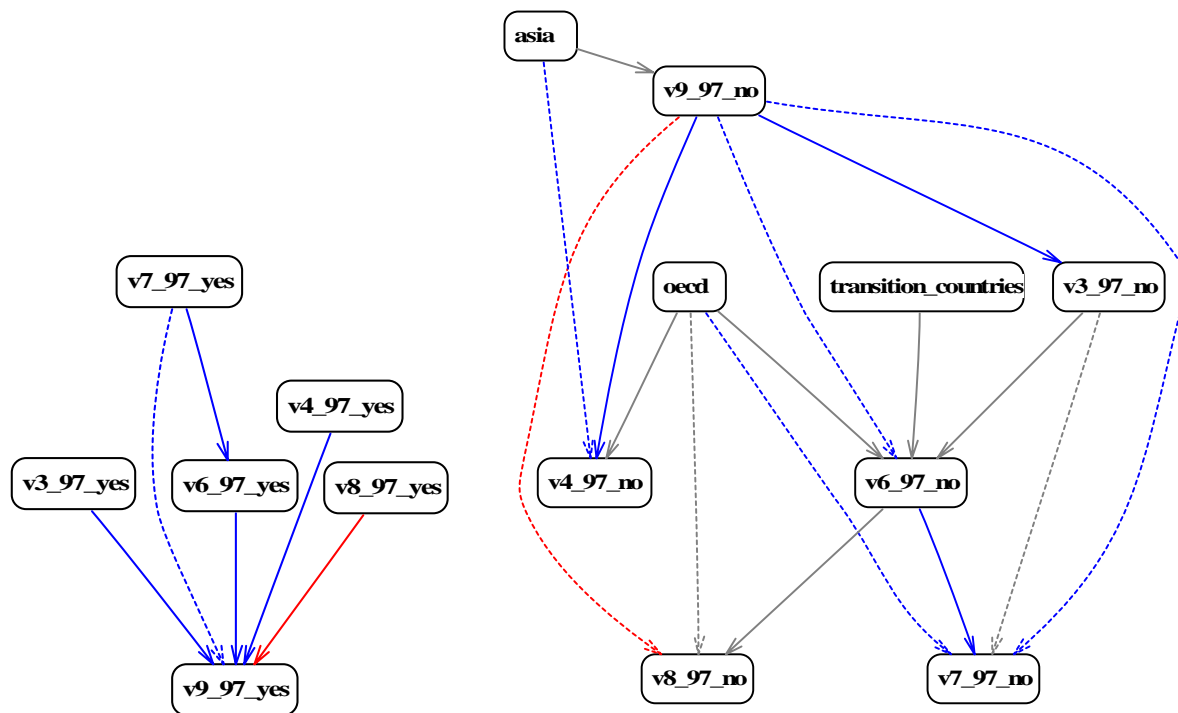 asia
v9_97_no
v7_97_yes
oecd
transition_countries
v3_97_no
v4_97_yes
v3_97_yes
v6_97_yes
v8_97_yes
v4_97_no
v6_97_no
v9_97_yes
v8_97_no
v7_97_no